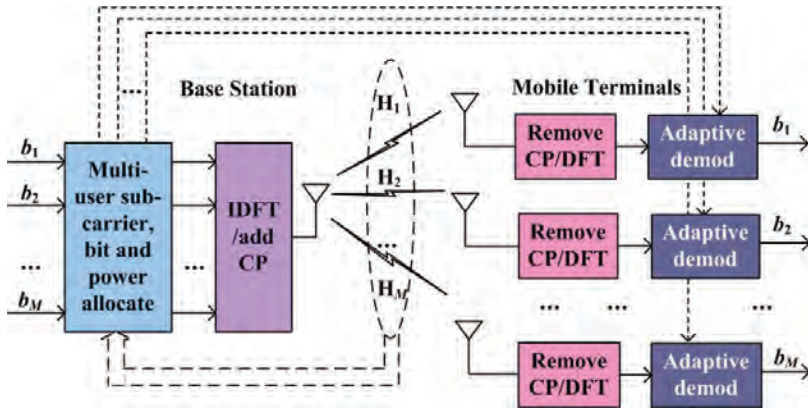 ...
Base Station
Mobile Terminals
b1
b2
...
bM
Multi-
user sub-
carrier,
bit and
power
allocate
...
IDFT
/add
CP
H1
H2
...
HM
Remove
CP/DFT
Adaptive
demod
b1
Remove
CP/DFT
Adaptive
demod
b2
...
...
...
Remove
CP/DFT
Adaptive
demod
bM